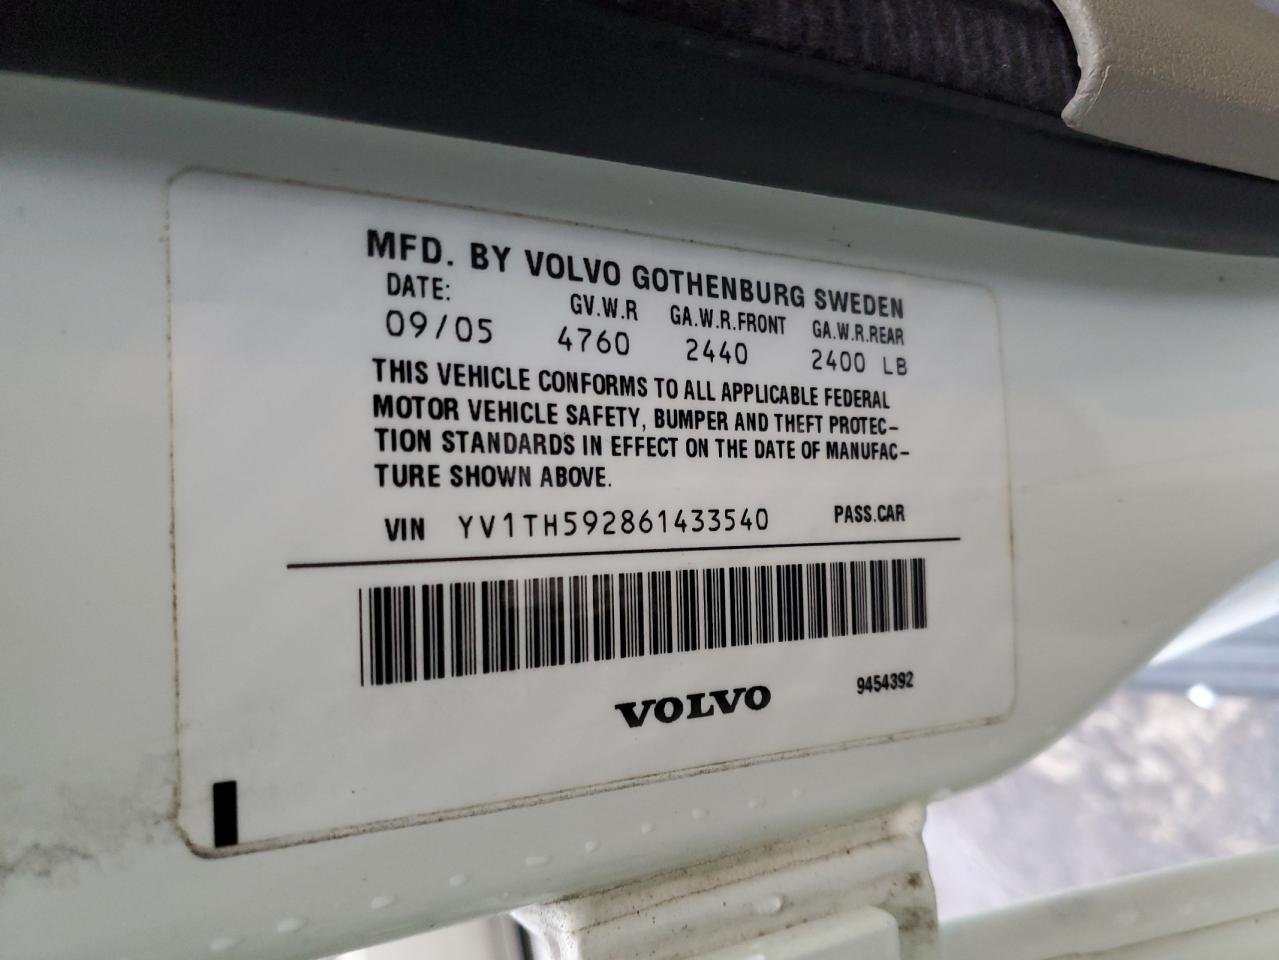 MFD. BY VOLVO GOTHENBURG SWEDEN
DATE: GV.W.R GA.W.R.FRONT GA.W.R.REAR
09/05 4760 2440 2400 LB
THIS VEHICLE CONFORMS TO ALL APPLICABLE FEDERAL
MOTOR VEHICLE SAFETY, BUMPER AND THEFT PROTEC-
TION STANDARDS IN EFFECT ON THE DATE OF MANUFAC-
TURE SHOWN ABOVE.
VIN YV1TH592861433540 PASS.CAR
VOLVO 9454392